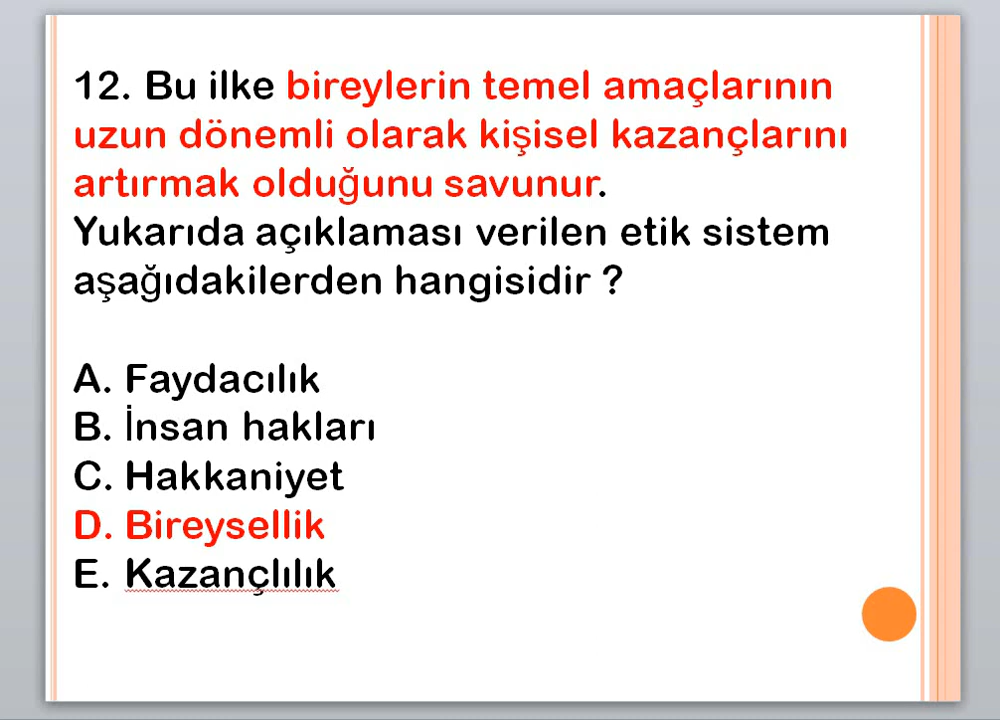 12. Bu ilke bireylerin temel amaçlarının
uzun dönemli olarak kişisel kazançlarını
artırmak olduğunu savunur.
Yukarıda açıklaması verilen etik sistem
aşağıdakilerden hangisidir ?
A. Faydacılık
B. İnsan hakları
C. Hakkaniyet
D. Bireysellik
E. Kazançlılık